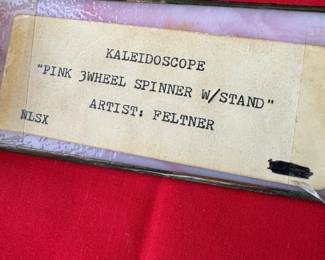 KALEIDOSCOPE
"PINK 3WHEEL SPINNER W/STAND"
ARTIST: FELTNER
NLSX